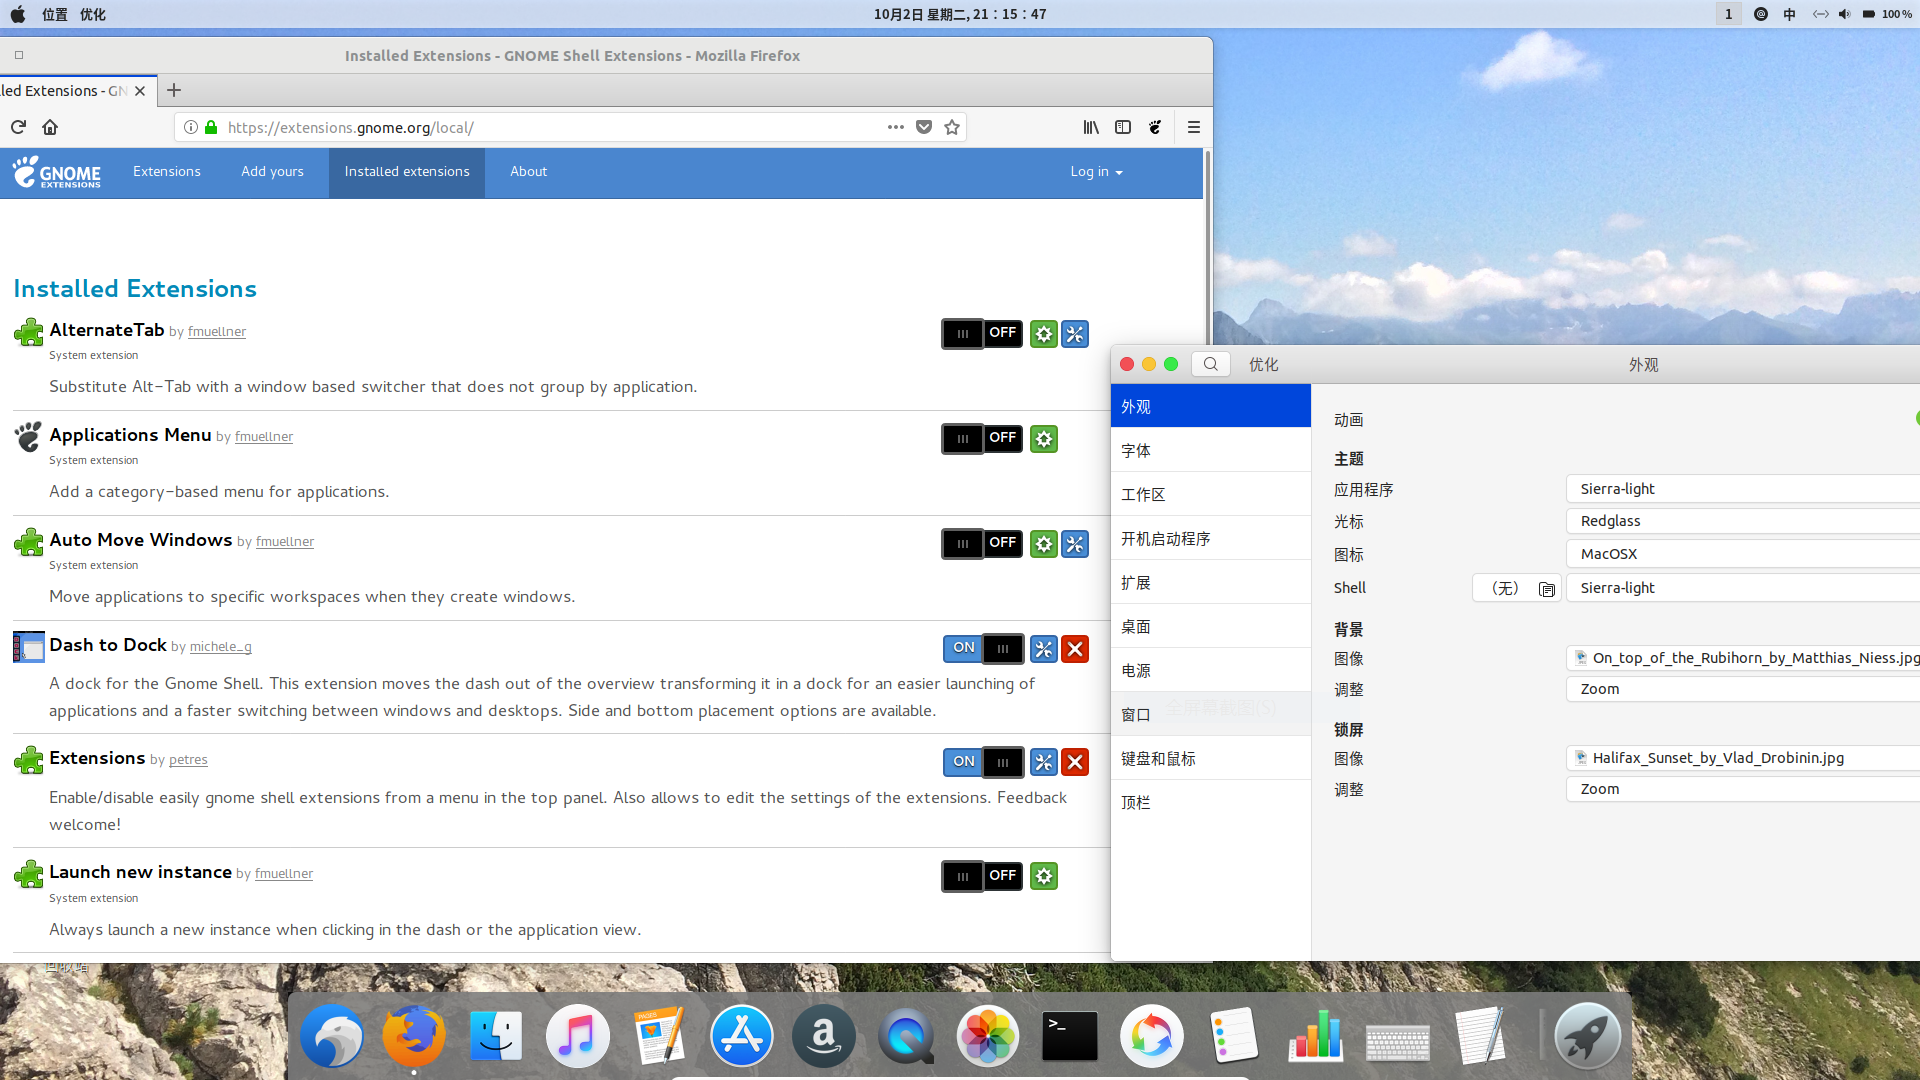 位置 优化
10月2日 星期二, 21∶15∶47
1
中
100 %
Installed Extensions - GNOME Shell Extensions - Mozilla Firefox
led Extensions - GN
https://extensions.gnome.org/local/
GNOME
EXTENSIONS
Extensions
Add yours
Installed extensions
About
Log in
Installed Extensions
AlternateTab by fmuellner
OFF
System extension
Substitute Alt-Tab with a window based switcher that does not group by application.
Applications Menu by fmuellner
OFF
System extension
Add a category-based menu for applications.
Auto Move Windows by fmuellner
OFF
System extension
Move applications to specific workspaces when they create windows.
Dash to Dock by michele_g
ON
A dock for the Gnome Shell. This extension moves the dash out of the overview transforming it in a dock for an easier launching of
applications and a faster switching between windows and desktops. Side and bottom placement options are available.
Extensions by petres
ON
Enable/disable easily gnome shell extensions from a menu in the top panel. Also allows to edit the settings of the extensions. Feedback
welcome!
Launch new instance by fmuellner
OFF
System extension
Always launch a new instance when clicking in the dash or the application view.
优化
外观
外观
字体
工作区
开机启动程序
扩展
桌面
电源
窗口
全屏幕截图(S)
键盘和鼠标
顶栏
动画
主题
应用程序
Sierra-light
光标
Redglass
图标
MacOSX
Shell
（无）
Sierra-light
背景
图像
On_top_of_the_Rubihorn_by_Matthias_Niess.jpg
调整
Zoom
锁屏
图像
Halifax_Sunset_by_Vlad_Drobinin.jpg
调整
Zoom
回收站
PAGES
>_